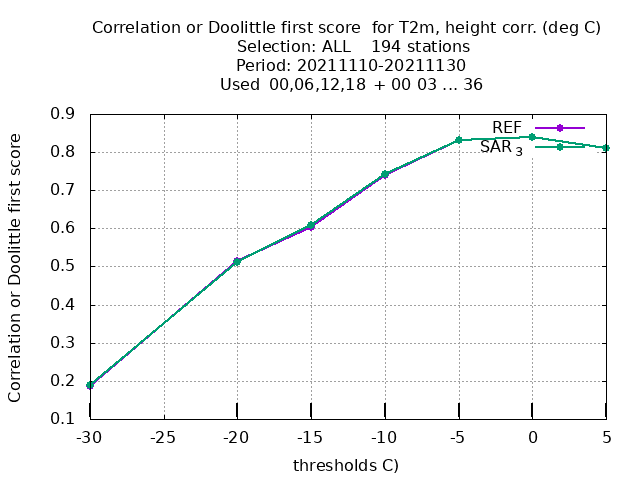 Correlation or Doolittle first score for T2m, height corr. (deg C)
Selection: ALL 194 stations
Period: 20211110-20211130
Used 00,06,12,18 + 00 03 ... 36
Correlation or Doolittle first score
0.9
0.8
0.7
0.6
0.5
0.4
0.3
0.2
0.1
REF
SAR 3
-30 -25 -20 -15 -10 -5 0 5
thresholds C)